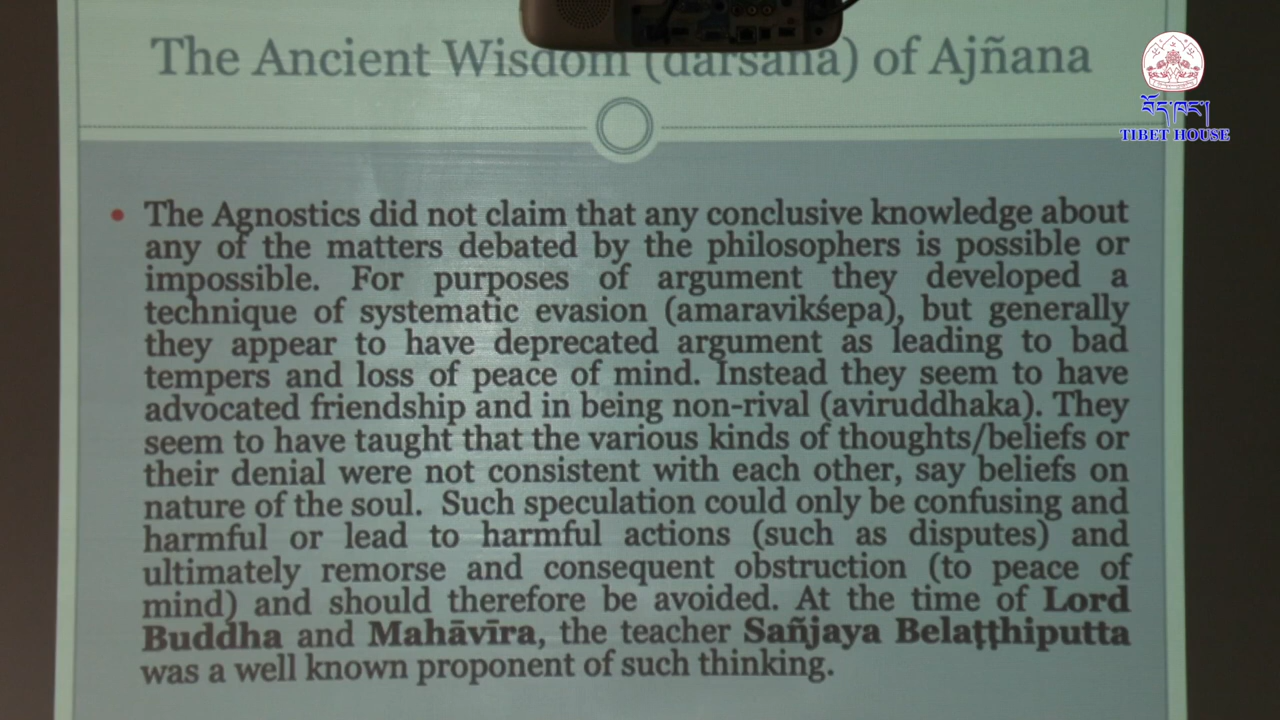 The Ancient Wisdom (darsana) of Ajñana
བོད་ཁང་།
TIBET HOUSE
• The Agnostics did not claim that any conclusive knowledge about
any of the matters debated by the philosophers is possible or
impossible. For purposes of argument they developed a
technique of systematic evasion (amaravikśepa), but generally
they appear to have deprecated argument as leading to bad
tempers and loss of peace of mind. Instead they seem to have
advocated friendship and in being non-rival (aviruddhaka). They
seem to have taught that the various kinds of thoughts/beliefs or
their denial were not consistent with each other, say beliefs on
nature of the soul. Such speculation could only be confusing and
harmful or lead to harmful actions (such as disputes) and
ultimately remorse and consequent obstruction (to peace of
mind) and should therefore be avoided. At the time of Lord
Buddha and Mahāvīra, the teacher Sañjaya Belaṭṭhiputta
was a well known proponent of such thinking.